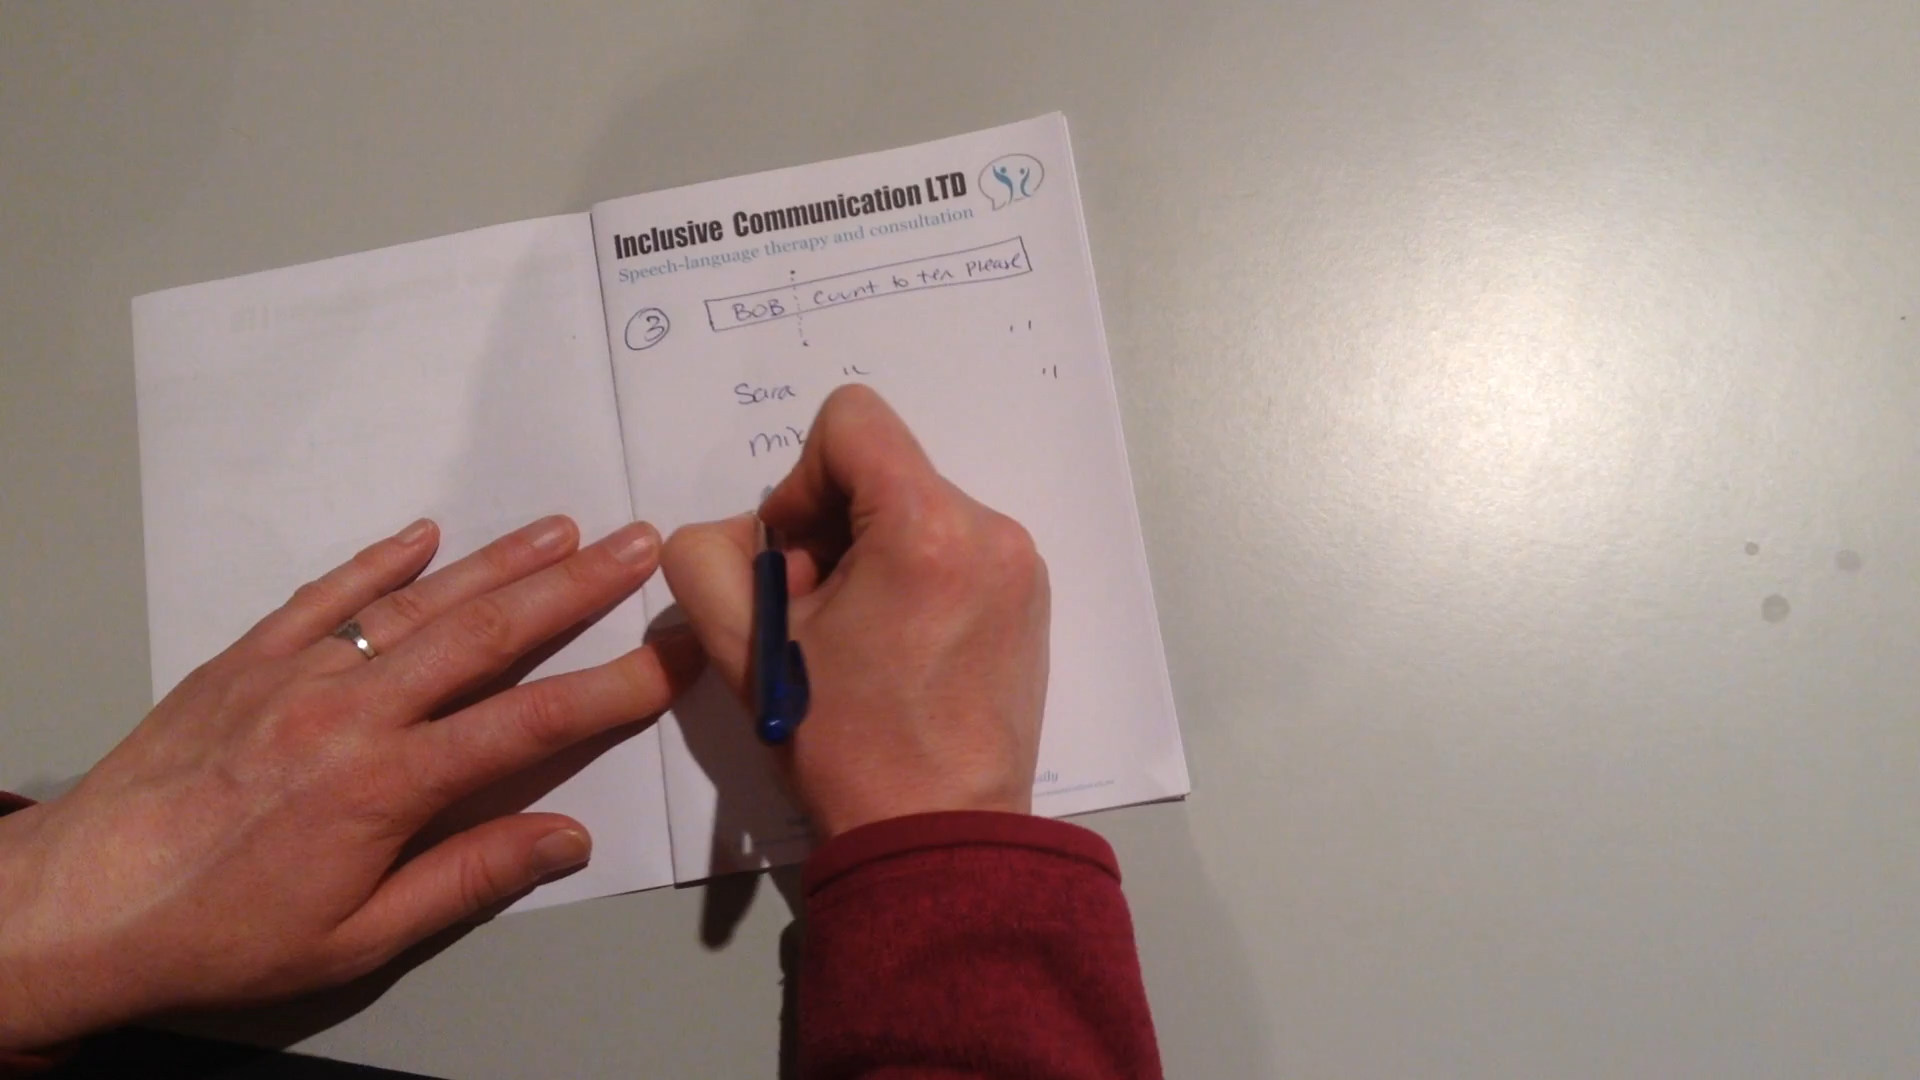 Inclusive Communication LTD
Speech-language therapy and consultation
3 BOB count to ten please
"
Sara " "